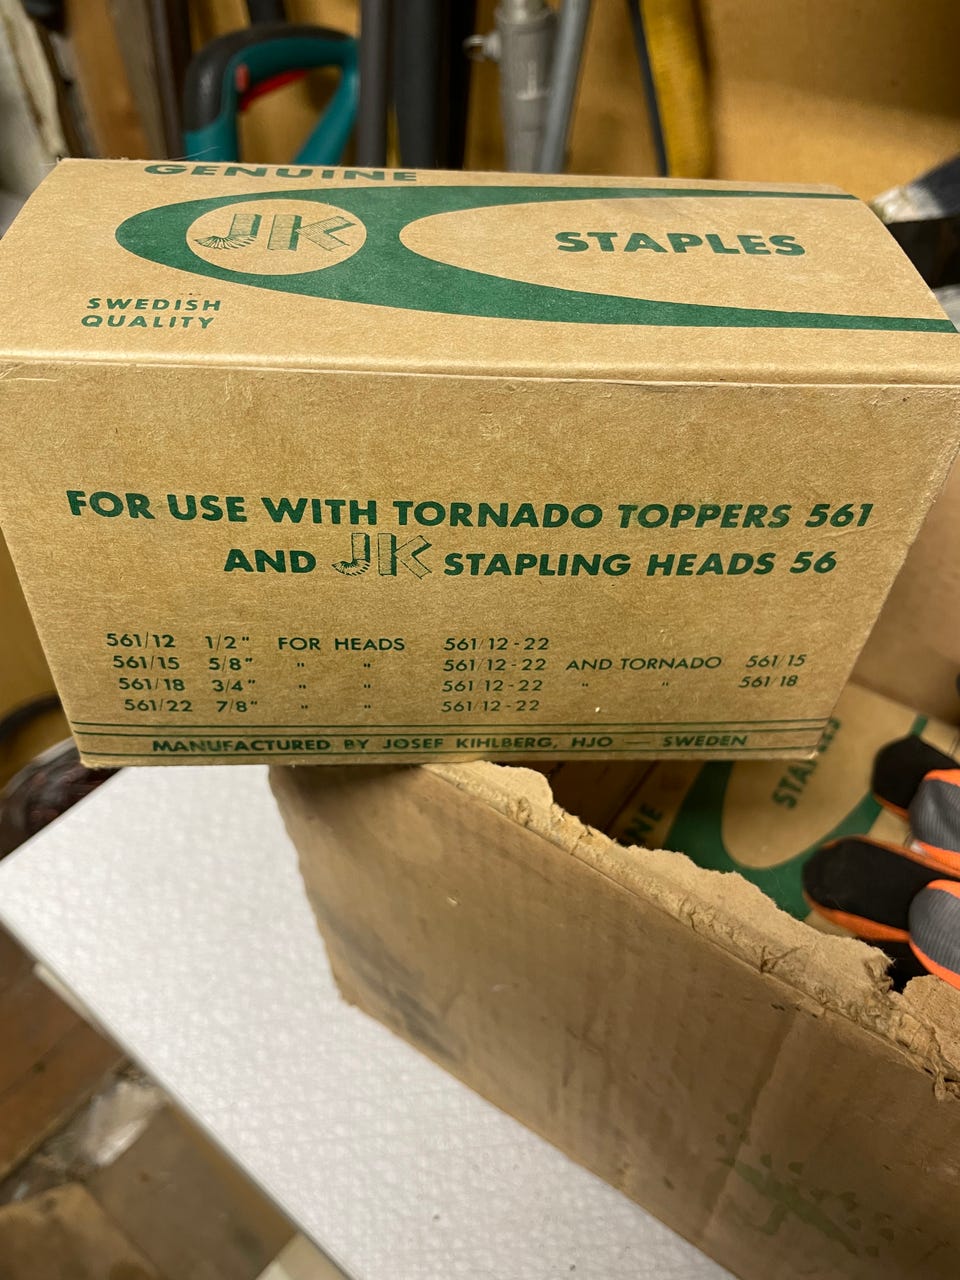 GENUINE
JK
STAPLES
SWEDISH
QUALITY
FOR USE WITH TORNADO TOPPERS 561
AND JK STAPLING HEADS 56
561/12 1/2" FOR HEADS 561/12-22
561/15 5/8" " " 561/12-22 AND TORNADO 561/15
561/18 3/4" " " 561/12-22 " " 561/18
561/22 7/8" " " 561/12-22
MANUFACTURED BY JOSEF KIHLBERG, HJO — SWEDEN